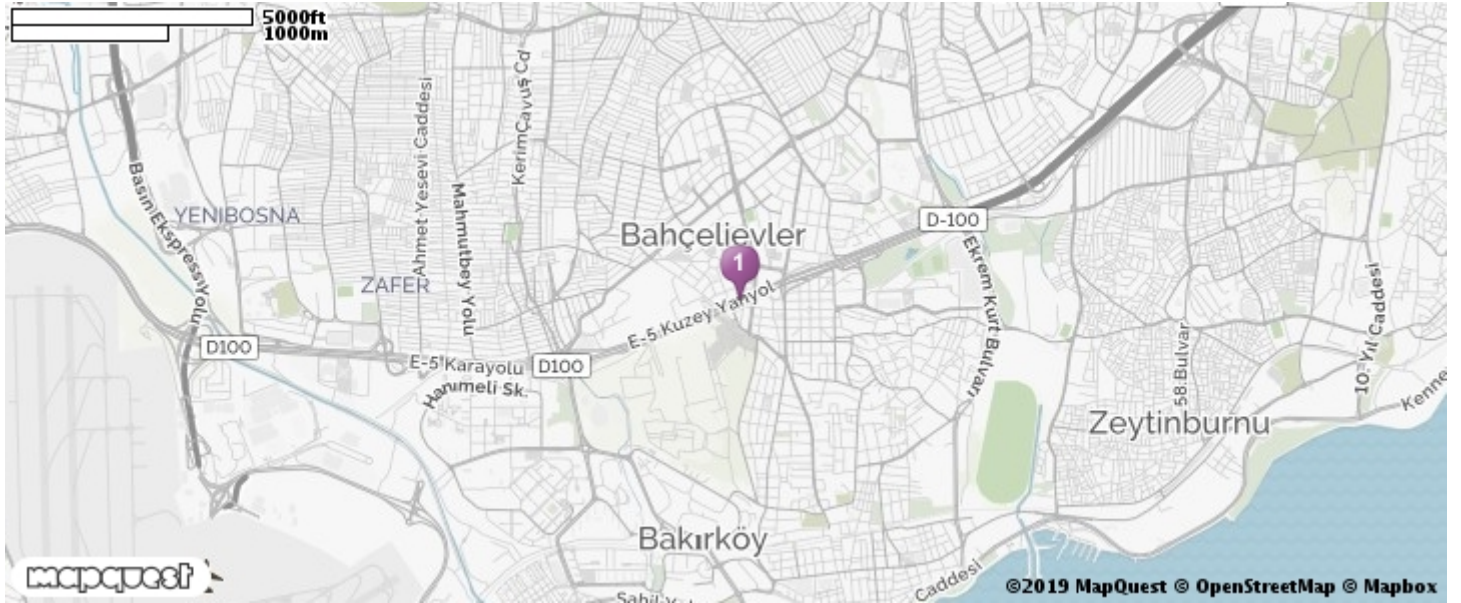 5000ft
1000m
Basın Ekspress Yolu
YENIBOSNA
ZAFER
Ahmet Yesevi Caddesi
Mahmutbey Yolu
KerimÇavuş Cd
Bahçelievler
1
E-5 Kuzey Yanyol
D-100
Ekrem Kurt Bulvarı
D100
E-5 Karayolu
D100
Hanımeli Sk.
58.Bulvar
10. Yıl Caddesi
Kenne
Zeytinburnu
Bakırköy
Caddesi
mapquest
©2019 MapQuest © OpenStreetMap © Mapbox